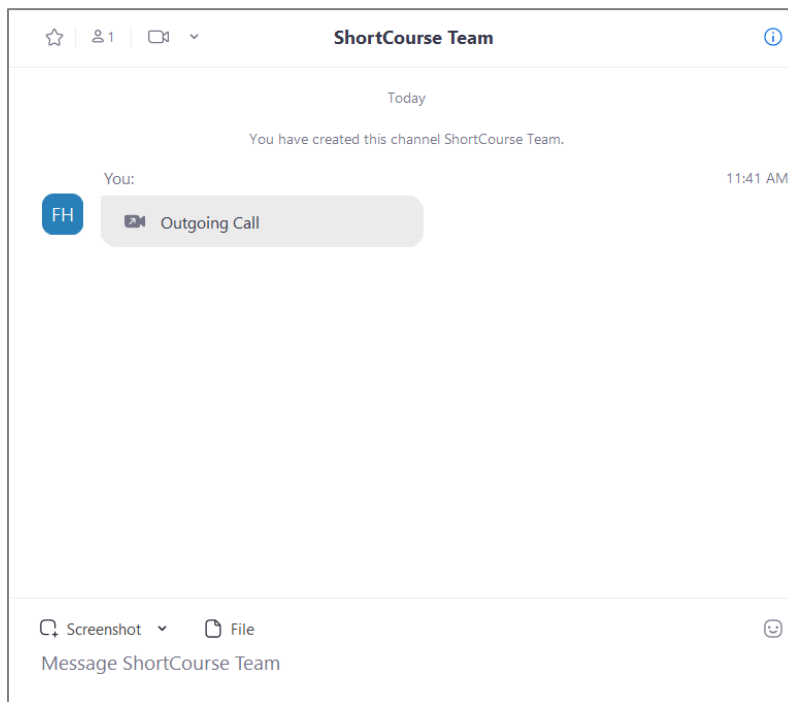 1
ShortCourse Team
Today
You have created this channel ShortCourse Team.
You:
11:41 AM
FH
Outgoing Call
Screenshot
File
Message ShortCourse Team